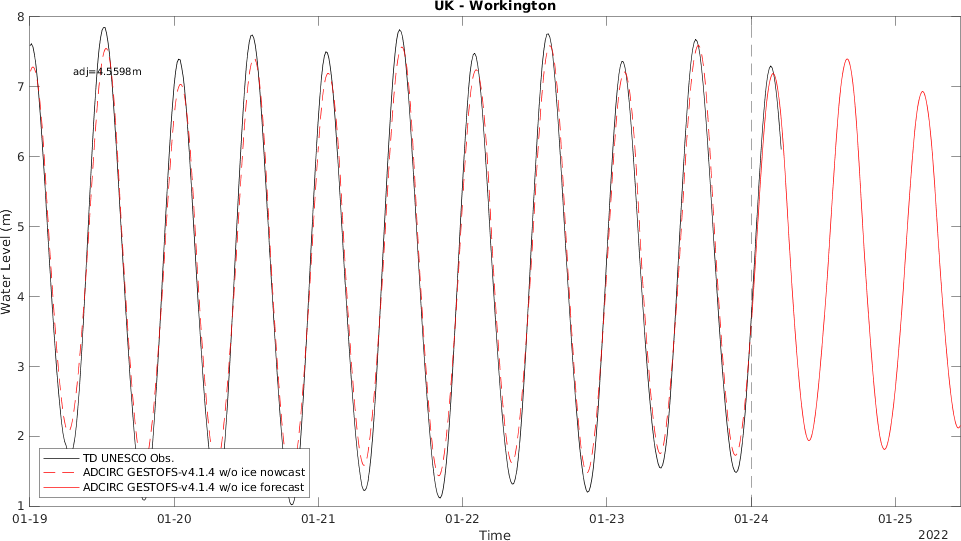 UK - Workington
8
7
6
5
4
3
2
1
Water Level (m)
adj=4.5598m
TD UNESCO Obs.
ADCIRC GESTOFS-v4.1.4 w/o ice nowcast
ADCIRC GESTOFS-v4.1.4 w/o ice forecast
01-19 01-20 01-21 01-22 01-23 01-24 01-25
Time
2022